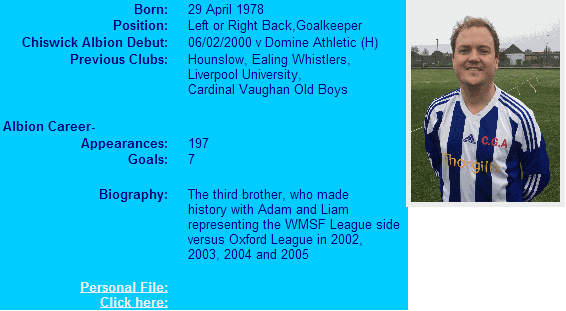 Born: 29 April 1978
Position: Left or Right Back,Goalkeeper
Chiswick Albion Debut: 06/02/2000 v Domine Athletic (H)
Previous Clubs: Hounslow, Ealing Whistlers,
Liverpool University,
Cardinal Vaughan Old Boys
Albion Career-
Appearances: 197
Goals: 7
Biography: The third brother, who made
history with Adam and Liam
representing the WMSF League side
versus Oxford League in 2002,
2003, 2004 and 2005
Personal File:
Click here:
C.G.A